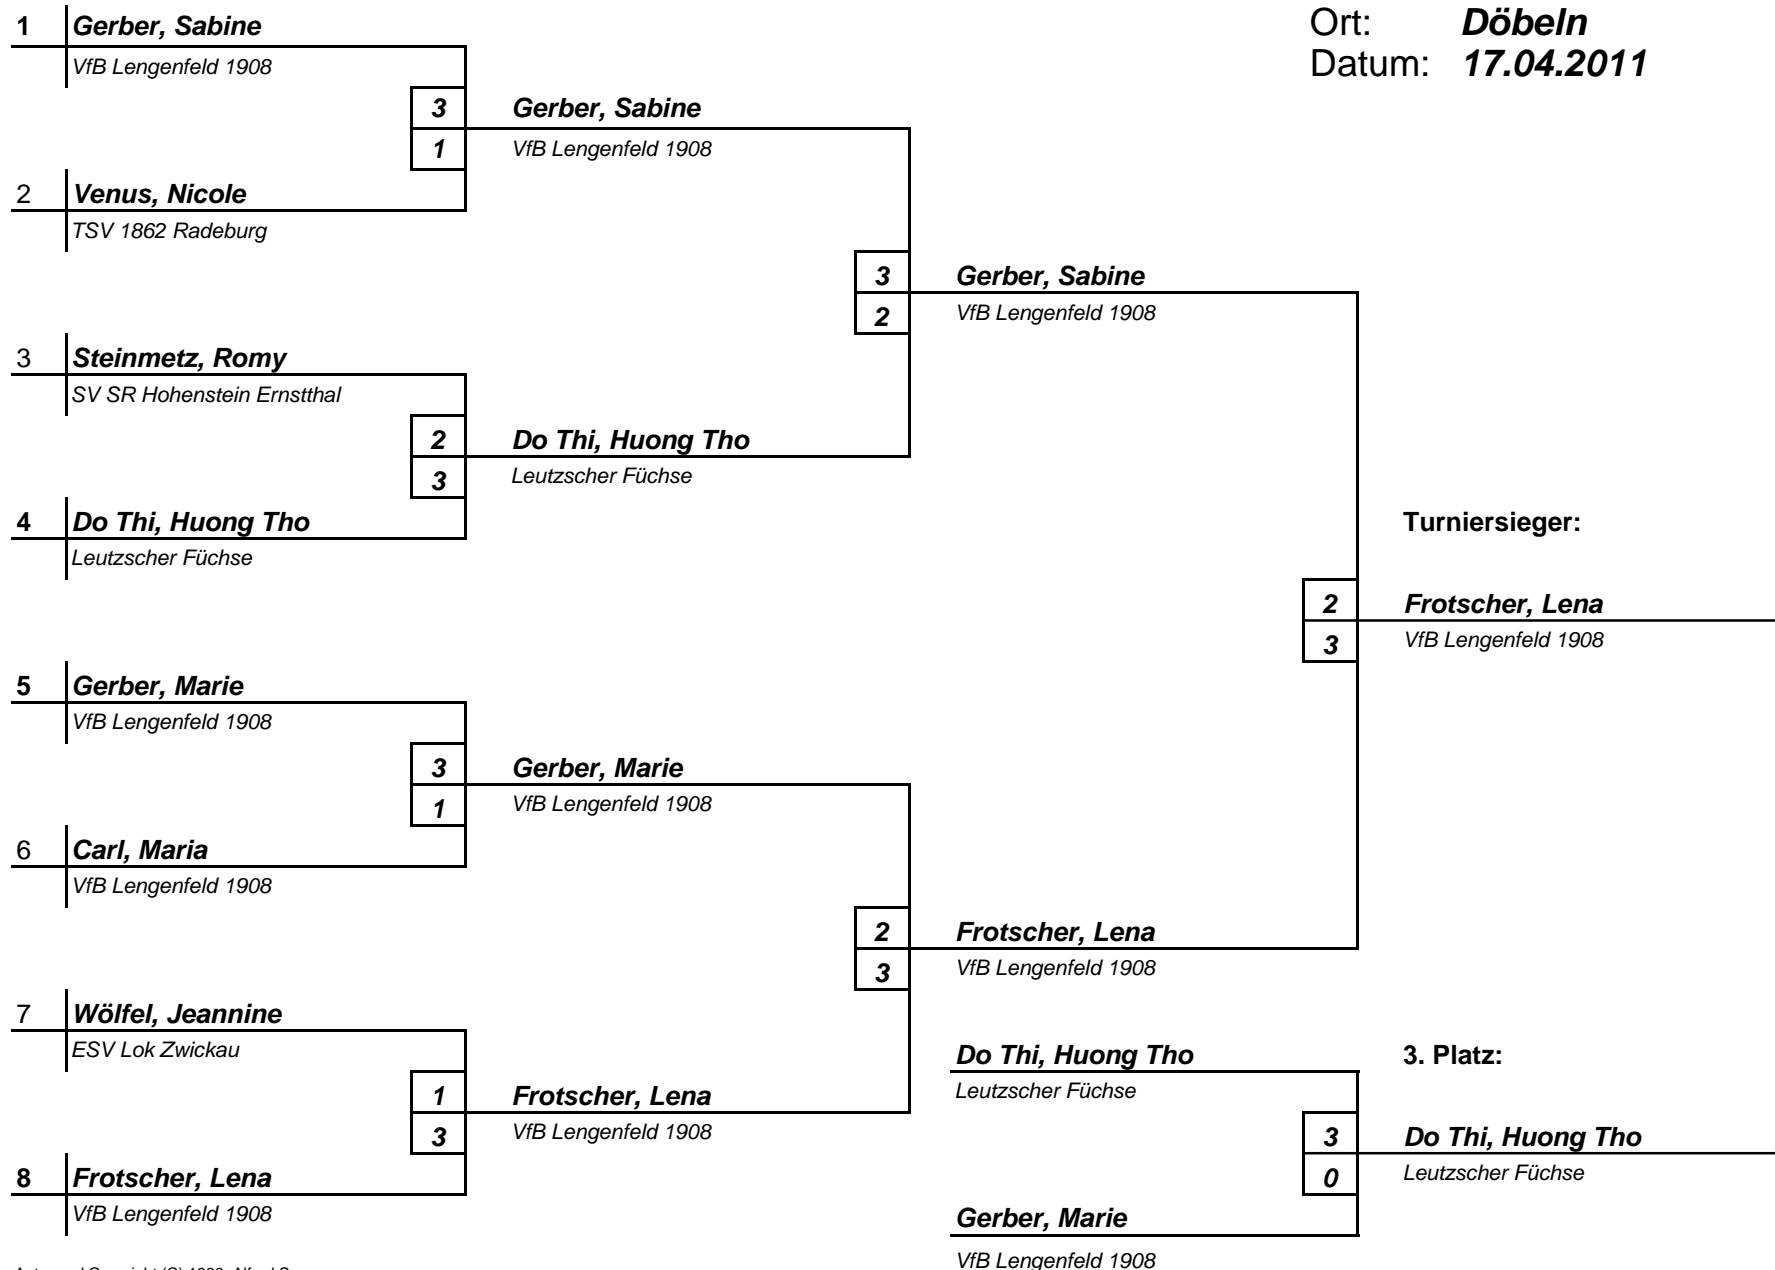 Ort: Döbeln
Datum: 17.04.2011
1 Gerber, Sabine
VfB Lengenfeld 1908
3 Gerber, Sabine
1 VfB Lengenfeld 1908
2 Venus, Nicole
TSV 1862 Radeburg
3 Gerber, Sabine
2 VfB Lengenfeld 1908
3 Steinmetz, Romy
SV SR Hohenstein Ernstthal
2 Do Thi, Huong Tho
3 Leutzscher Füchse
4 Do Thi, Huong Tho
Leutzscher Füchse
Turniersieger:
2 Frotscher, Lena
3 VfB Lengenfeld 1908
5 Gerber, Marie
VfB Lengenfeld 1908
3 Gerber, Marie
1 VfB Lengenfeld 1908
6 Carl, Maria
VfB Lengenfeld 1908
2 Frotscher, Lena
3 VfB Lengenfeld 1908
7 Wölfel, Jeannine
ESV Lok Zwickau
1 Frotscher, Lena
3 VfB Lengenfeld 1908
8 Frotscher, Lena
VfB Lengenfeld 1908
Do Thi, Huong Tho
Leutzscher Füchse
3. Platz:
3 Do Thi, Huong Tho
0 Leutzscher Füchse
Gerber, Marie
VfB Lengenfeld 1908